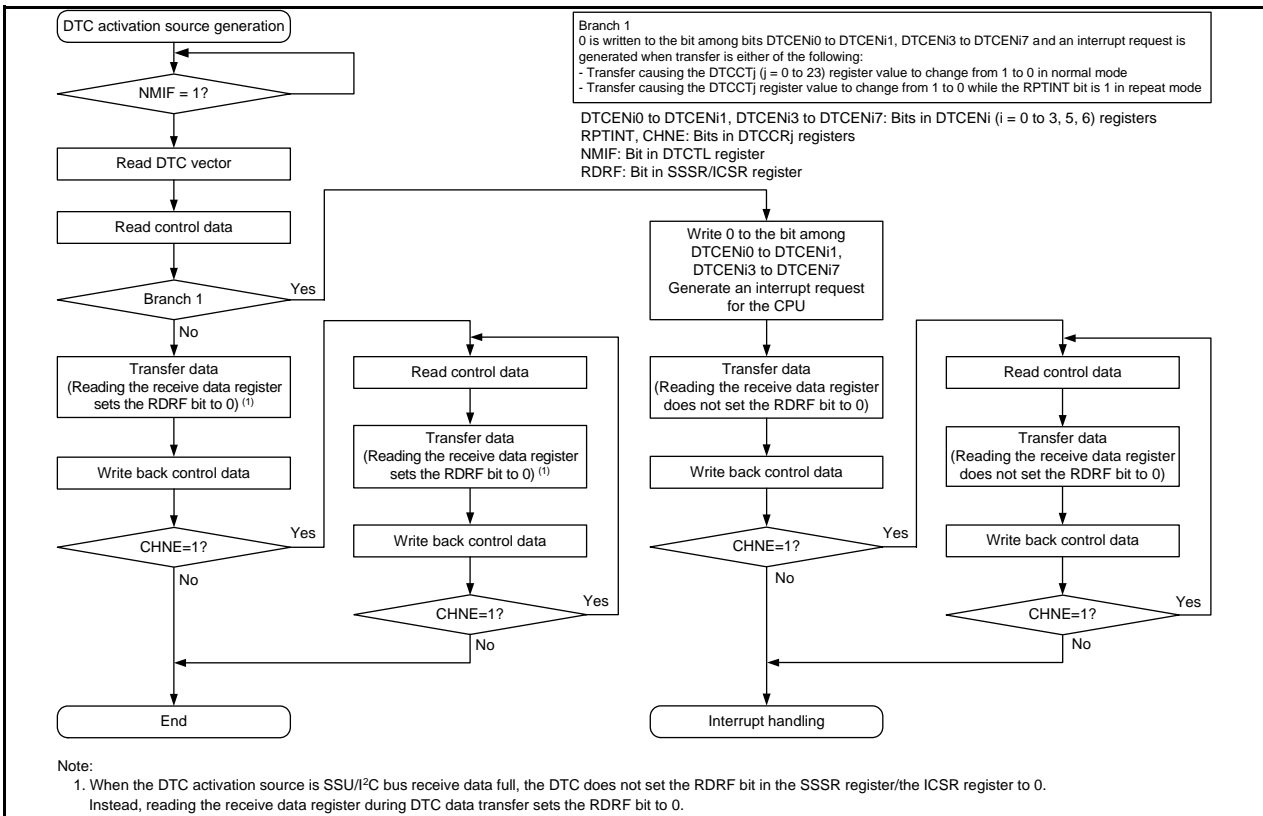 DTC activation source generation
NMIF = 1?
Read DTC vector
Read control data
Branch 1
Yes
No
Transfer data
(Reading the receive data register
sets the RDRF bit to 0) (1)
Write back control data
CHNE=1?
Yes
No
End
Read control data
Transfer data
(Reading the receive data register
sets the RDRF bit to 0) (1)
Write back control data
CHNE=1?
Yes
No
Branch 1
0 is written to the bit among bits DTCENi0 to DTCENi1, DTCENi3 to DTCENi7 and an interrupt request is
generated when transfer is either of the following:
- Transfer causing the DTCCTj (j = 0 to 23) register value to change from 1 to 0 in normal mode
- Transfer causing the DTCCTj register value to change from 1 to 0 while the RPTINT bit is 1 in repeat mode
DTCENi0 to DTCENi1, DTCENi3 to DTCENi7: Bits in DTCENi (i = 0 to 3, 5, 6) registers
RPTINT, CHNE: Bits in DTCCRj registers
NMIF: Bit in DTCTL register
RDRF: Bit in SSSR/ICSR register
Write 0 to the bit among
DTCENi0 to DTCENi1,
DTCENi3 to DTCENi7
Generate an interrupt request
for the CPU
Transfer data
(Reading the receive data register
does not set the RDRF bit to 0)
Write back control data
CHNE=1?
Yes
No
Interrupt handling
Read control data
Transfer data
(Reading the receive data register
does not set the RDRF bit to 0)
Write back control data
CHNE=1?
Yes
No
Note:
1. When the DTC activation source is SSU/I²C bus receive data full, the DTC does not set the RDRF bit in the SSSR register/the ICSR register to 0.
Instead, reading the receive data register during DTC data transfer sets the RDRF bit to 0.